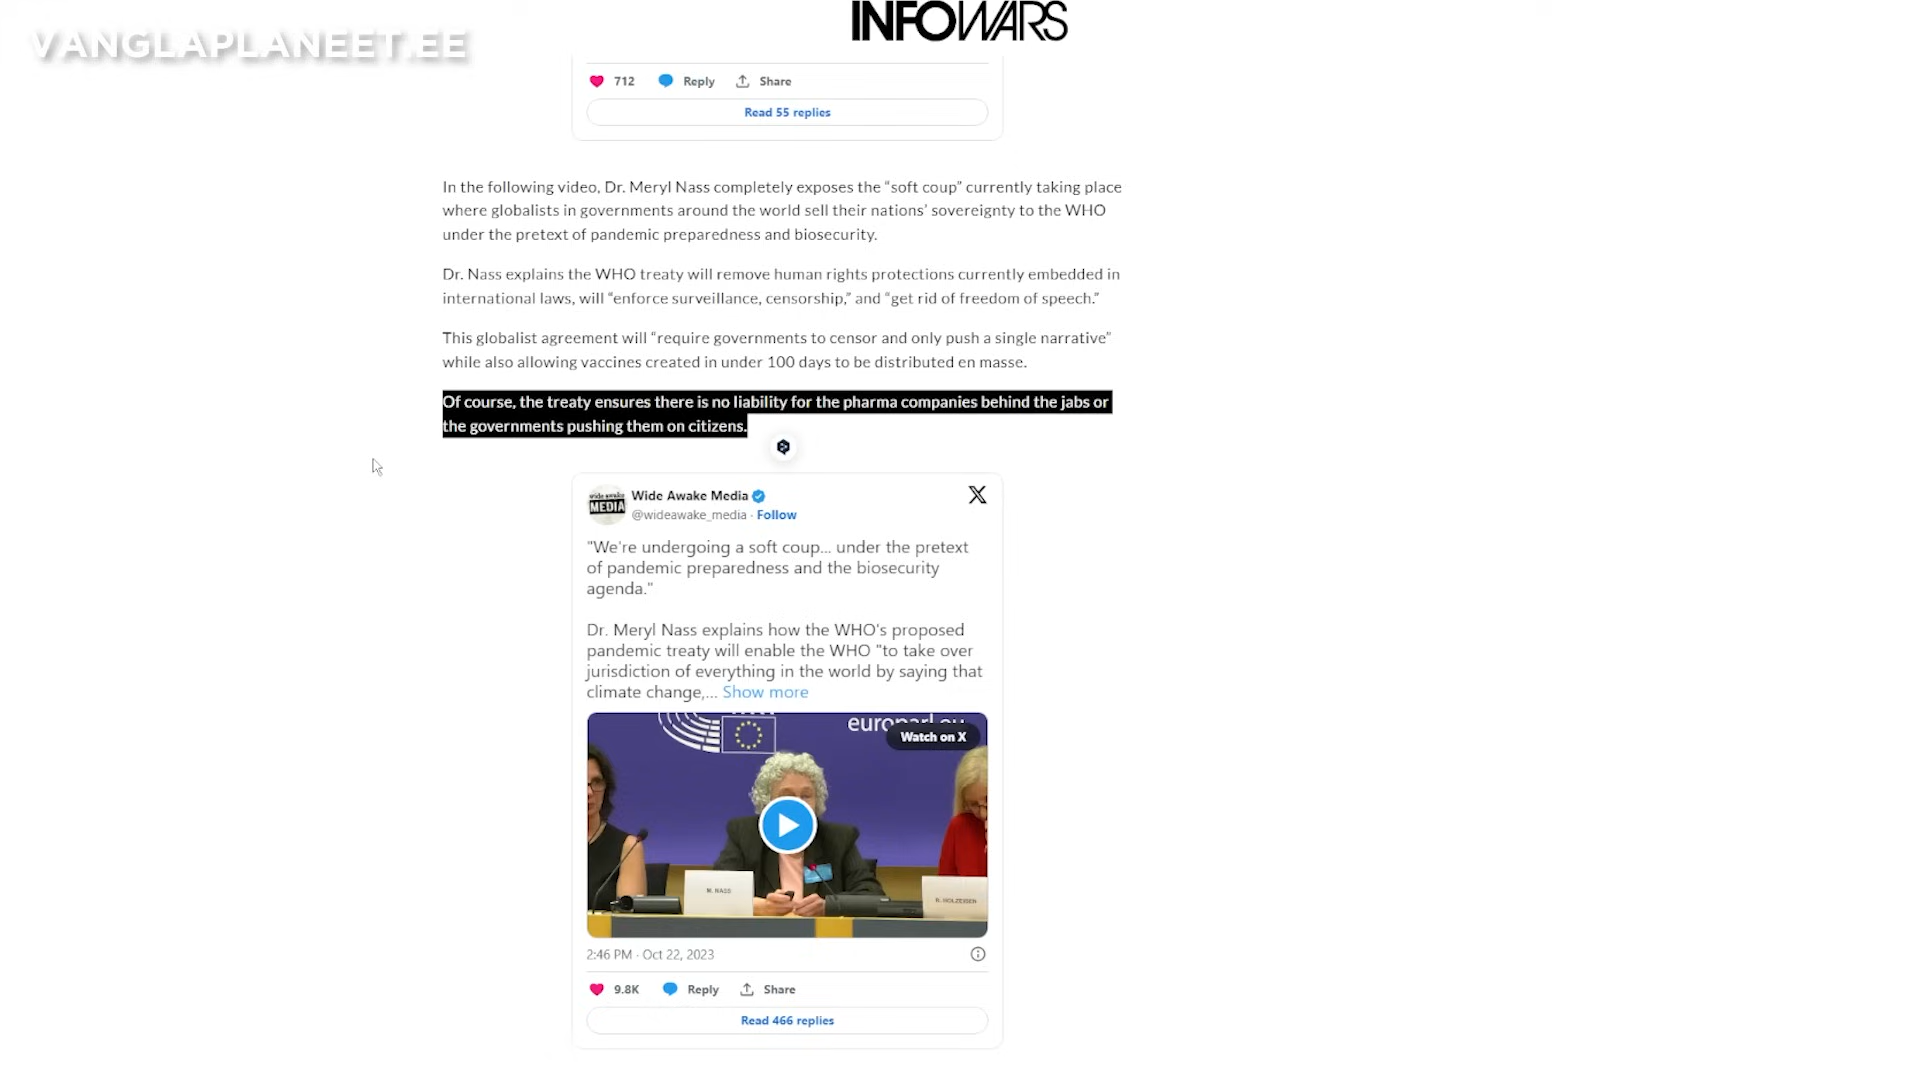 INFOWARS
VANGLAPLANEET.EE
712 Reply Share
Read 55 replies
In the following video, Dr. Meryl Nass completely exposes the “soft coup” currently taking place
where globalists in governments around the world sell their nations’ sovereignty to the WHO
under the pretext of pandemic preparedness and biosecurity.
Dr. Nass explains the WHO treaty will remove human rights protections currently embedded in
international laws, will “enforce surveillance, censorship,” and “get rid of freedom of speech.”
This globalist agreement will “require governments to censor and only push a single narrative”
while also allowing vaccines created in under 100 days to be distributed en masse.
Of course, the treaty ensures there is no liability for the pharma companies behind the jabs or
the governments pushing them on citizens.
wide awake
MEDIA
Wide Awake Media
X
@wideawake_media · Follow
"We're undergoing a soft coup... under the pretext
of pandemic preparedness and the biosecurity
agenda."
Dr. Meryl Nass explains how the WHO's proposed
pandemic treaty will enable the WHO "to take over
jurisdiction of everything in the world by saying that
climate change,... Show more
europarl.eu
Watch on X
M. NASS
R. HOLZEISEN
2:46 PM · Oct 22, 2023
9.8K Reply Share
Read 466 replies